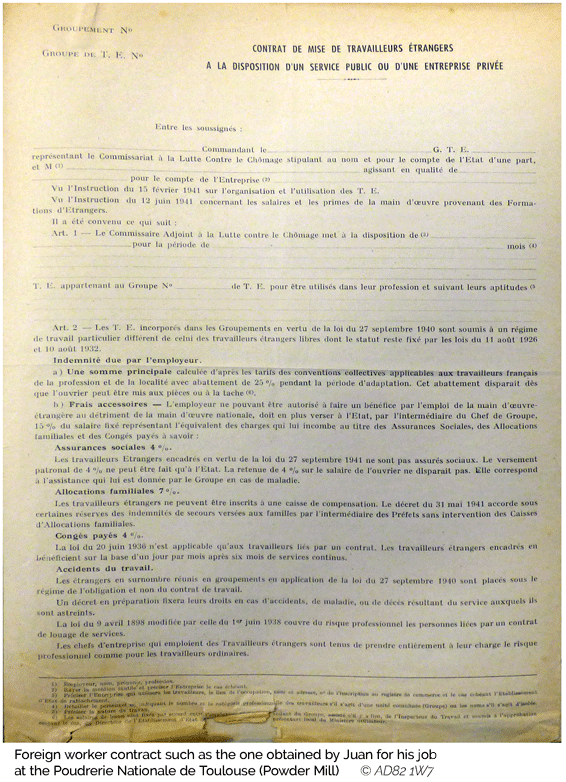 GROUPEMENT No
GROUPE DE T. E. No
CONTRAT DE MISE DE TRAVAILLEURS ÉTRANGERS
A LA DISPOSITION D'UN SERVICE PUBLIC OU D'UNE ENTREPRISE PRIVÉE
Entre les soussignés :
Commandant le G. T. E.
représentant le Commissariat à la Lutte Contre le Chômage stipulant au nom et pour le compte de l'Etat d'une part,
et M (1) agissant en qualité de
pour le compte de l'Entreprise (2)
Vu l'Instruction du 15 février 1941 sur l'organisation et l'utilisation des T. E.
Vu l'Instruction du 12 juin 1941 concernant les salaires et les primes de la main d'œuvre provenant des Forma-
tions d'Etrangers.
Il a été convenu ce qui suit :
Art. 1 — Le Commissaire Adjoint à la Lutte contre le Chômage met à la disposition de (3)
pour la période de mois (4)
T. E. appartenant au Groupe No de T. E. pour être utilisés dans leur profession et suivant leurs aptitudes
Art. 2 — Les T. E. incorporés dans les Groupements en vertu de la loi du 27 septembre 1940 sont soumis à un régime
de travail particulier différent de celui des travailleurs étrangers libres dont le statut reste fixé par les lois du 11 août 1926
et 10 août 1932.
Indemnité due par l'employeur.
a) Une somme principale calculée d'après les tarifs des conventions collectives applicables aux travailleurs français
de la profession et de la localité avec abattement de 25 % pendant la période d'adaptation. Cet abattement disparaît dès
que l'ouvrier peut être mis aux pièces ou à la tache (6).
b) Frais accessoires — L'employeur ne pouvant être autorisé à faire un bénéfice par l'emploi de la main d'œuvre
étrangère au détriment de la main d'œuvre nationale, doit en plus verser à l'Etat, par l'intermédiaire du Chef de Groupe,
15 % du salaire fixé représentant l'équivalent des charges qui lui incombe au titre des Assurances Sociales, des Allocations
familiales et des Congés payés à savoir :
Assurances sociales 4 %.
Les travailleurs Etrangers encadrés en vertu de la loi du 27 septembre 1941 ne sont pas assurés sociaux. Le versement
patronal de 4 % ne peut être fait qu'à l'Etat. La retenue de 4 % sur le salaire de l'ouvrier ne disparaît pas. Elle correspond
à l'assistance qui lui est donnée par le Groupe en cas de maladie.
Allocations familiales 7 %.
Les travailleurs étrangers ne peuvent être inscrits à une caisse de compensation. Le décret du 31 mai 1941 accorde sous
certaines réserves des indemnités de secours versées aux familles par l'intermédiaire des Préfets sans intervention des Caisses
d'Allocations familiales.
Congés payés 4 %.
La loi du 20 juin 1936 n'est applicable qu'aux travailleurs liés par un contrat. Les travailleurs étrangers encadrés en
bénéficient sur la base d'un jour par mois après six mois de services continus.
Accidents du travail.
Les étrangers en surnombre réunis en groupements en application de la loi du 27 septembre 1940 sont placés sous le
régime de l'obligation et non du contrat de travail.
Un décret en préparation fixera leurs droits en cas d'accidents, de maladie, ou de décès résultant du service auxquels ils
sont astreints.
La loi du 9 avril 1898 modifiée par celle du 1er juin 1938 couvre du risque professionnel les personnes liées par un contrat
de louage de services.
Les chefs d'entreprise qui emploient des Travailleurs étrangers sont tenus de prendre entièrement à leur charge le risque
professionnel comme pour les travailleurs ordinaires.
1) Employeur, nom, prénoms, profession.
2) Rayer la mention inutile et préciser l'Entreprise le cas échéant.
d'Etat de rattachement.
Foreign worker contract such as the one obtained by Juan for his job
at the Poudrerie Nationale de Toulouse (Powder Mill) © AD82 1W7